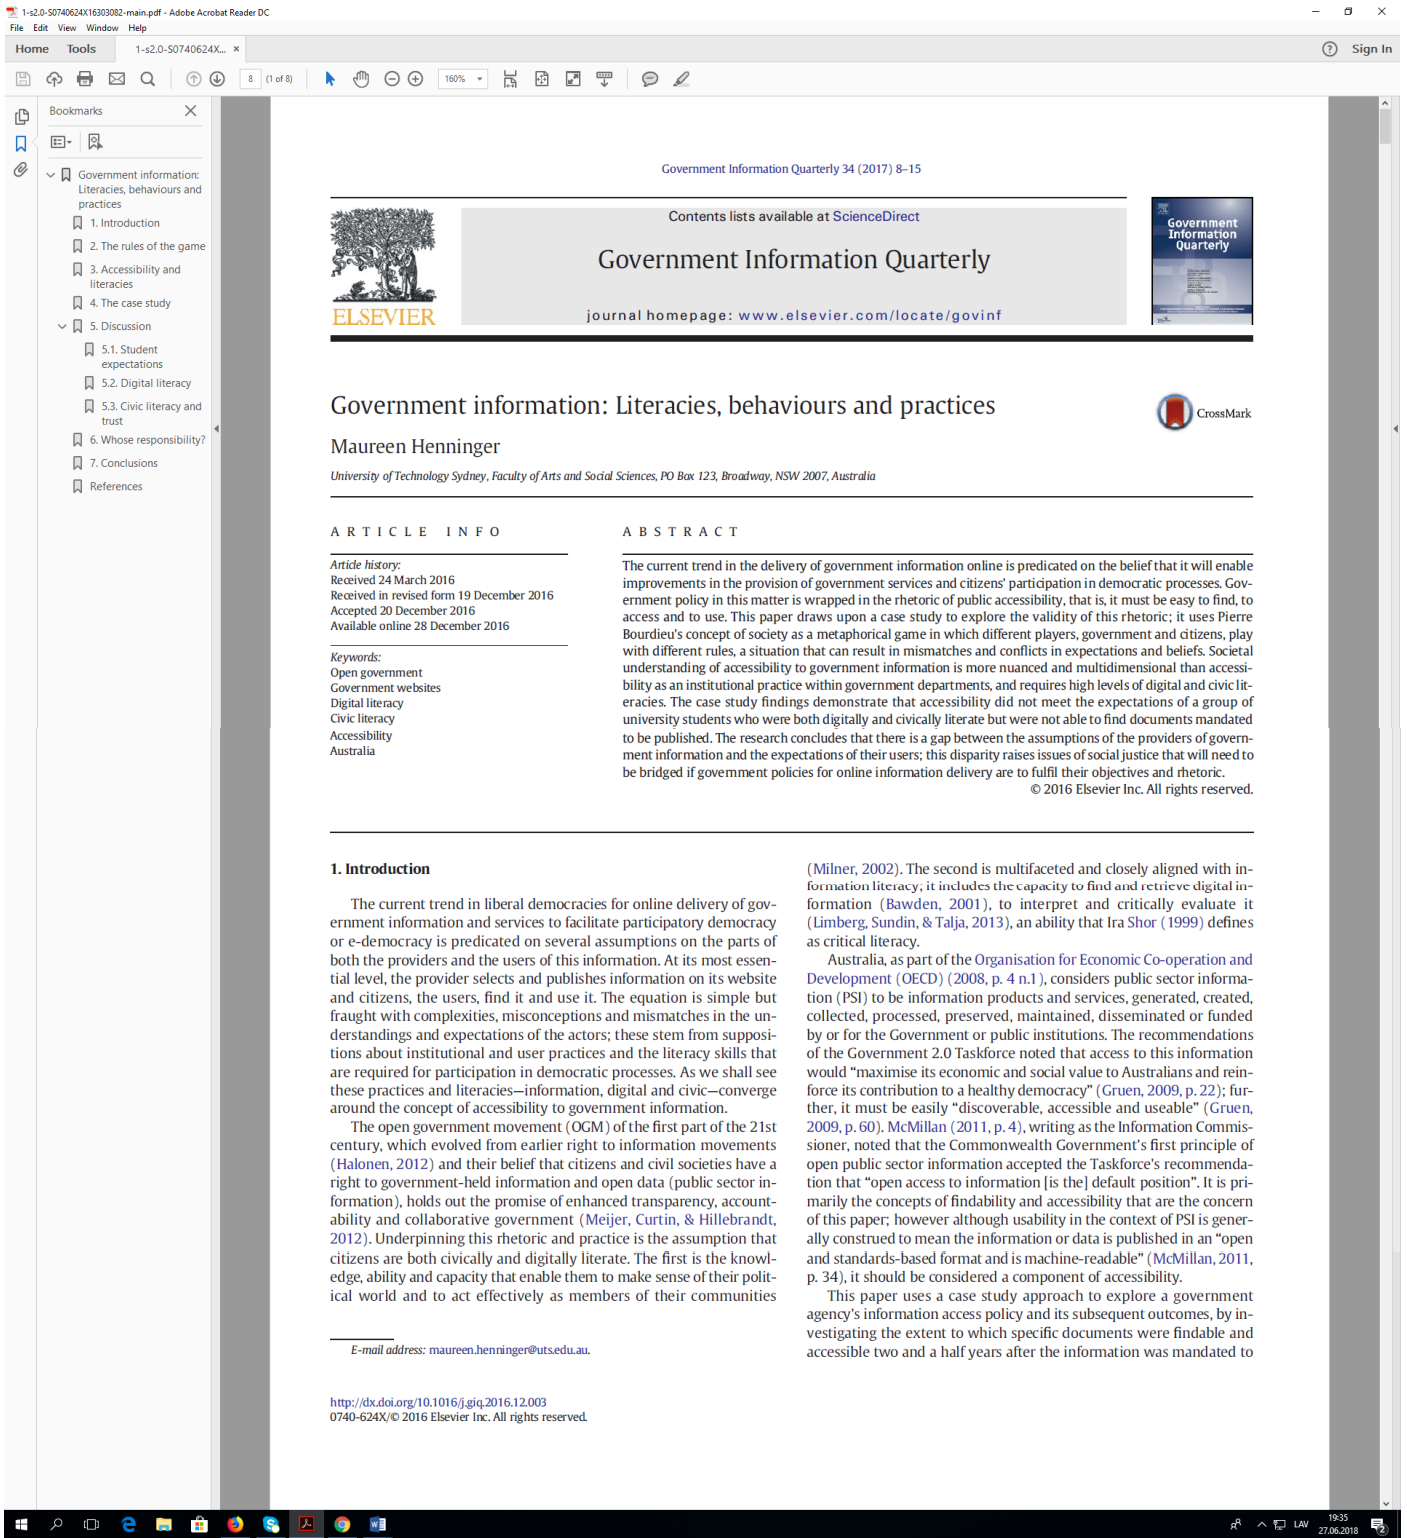 1-s2.0-S0740624X16303082-main.pdf - Adobe Acrobat Reader DC
File Edit View Window Help
Home Tools 1-s2.0-S0740624X... × Sign In
8 (1 of 8) 160%
Bookmarks
Government information:
Literacies, behaviours and
practices
1. Introduction
2. The rules of the game
3. Accessibility and
literacies
4. The case study
5. Discussion
5.1. Student
expectations
5.2. Digital literacy
5.3. Civic literacy and
trust
6. Whose responsibility?
7. Conclusions
References
Government Information Quarterly 34 (2017) 8–15
ELSEVIER
Contents lists available at ScienceDirect
Government Information Quarterly
journal homepage: www.elsevier.com/locate/govinf
Government
Information
Quarterly
Government information: Literacies, behaviours and practices
CrossMark
Maureen Henninger
University of Technology Sydney, Faculty of Arts and Social Sciences, PO Box 123, Broadway, NSW 2007, Australia
ARTICLE INFO
Article history:
Received 24 March 2016
Received in revised form 19 December 2016
Accepted 20 December 2016
Available online 28 December 2016
Keywords:
Open government
Government websites
Digital literacy
Civic literacy
Accessibility
Australia
ABSTRACT
The current trend in the delivery of government information online is predicated on the belief that it will enable
improvements in the provision of government services and citizens' participation in democratic processes. Gov-
ernment policy in this matter is wrapped in the rhetoric of public accessibility, that is, it must be easy to find, to
access and to use. This paper draws upon a case study to explore the validity of this rhetoric; it uses Pierre
Bourdieu's concept of society as a metaphorical game in which different players, government and citizens, play
with different rules, a situation that can result in mismatches and conflicts in expectations and beliefs. Societal
understanding of accessibility to government information is more nuanced and multidimensional than accessi-
bility as an institutional practice within government departments, and requires high levels of digital and civic lit-
eracies. The case study findings demonstrate that accessibility did not meet the expectations of a group of
university students who were both digitally and civically literate but were not able to find documents mandated
to be published. The research concludes that there is a gap between the assumptions of the providers of govern-
ment information and the expectations of their users; this disparity raises issues of social justice that will need to
be bridged if government policies for online information delivery are to fulfil their objectives and rhetoric.
© 2016 Elsevier Inc. All rights reserved.
1. Introduction
The current trend in liberal democracies for online delivery of gov-
ernment information and services to facilitate participatory democracy
or e-democracy is predicated on several assumptions on the parts of
both the providers and the users of this information. At its most essen-
tial level, the provider selects and publishes information on its website
and citizens, the users, find it and use it. The equation is simple but
fraught with complexities, misconceptions and mismatches in the un-
derstandings and expectations of the actors; these stem from supposi-
tions about institutional and user practices and the literacy skills that
are required for participation in democratic processes. As we shall see
these practices and literacies—information, digital and civic—converge
around the concept of accessibility to government information.
The open government movement (OGM) of the first part of the 21st
century, which evolved from earlier right to information movements
(Halonen, 2012) and their belief that citizens and civil societies have a
right to government-held information and open data (public sector in-
formation), holds out the promise of enhanced transparency, account-
ability and collaborative government (Meijer, Curtin, & Hillebrandt,
2012). Underpinning this rhetoric and practice is the assumption that
citizens are both civically and digitally literate. The first is the knowl-
edge, ability and capacity that enable them to make sense of their polit-
ical world and to act effectively as members of their communities
(Milner, 2002). The second is multifaceted and closely aligned with in-
formation literacy; it includes the capacity to find and retrieve digital in-
formation (Bawden, 2001), to interpret and critically evaluate it
(Limberg, Sundin, & Talja, 2013), an ability that Ira Shor (1999) defines
as critical literacy.
Australia, as part of the Organisation for Economic Co-operation and
Development (OECD) (2008, p. 4 n.1), considers public sector informa-
tion (PSI) to be information products and services, generated, created,
collected, processed, preserved, maintained, disseminated or funded
by or for the Government or public institutions. The recommendations
of the Government 2.0 Taskforce noted that access to this information
would “maximise its economic and social value to Australians and rein-
force its contribution to a healthy democracy” (Gruen, 2009, p. 22); fur-
ther, it must be easily “discoverable, accessible and useable” (Gruen,
2009, p. 60). McMillan (2011, p. 4), writing as the Information Commis-
sioner, noted that the Commonwealth Government's first principle of
open public sector information accepted the Taskforce's recommenda-
tion that “open access to information [is the] default position”. It is pri-
marily the concepts of findability and accessibility that are the concern
of this paper; however although usability in the context of PSI is gener-
ally construed to mean the information or data is published in an “open
and standards-based format and is machine-readable” (McMillan, 2011,
p. 34), it should be considered a component of accessibility.
This paper uses a case study approach to explore a government
agency's information access policy and its subsequent outcomes, by in-
vestigating the extent to which specific documents were findable and
accessible two and a half years after the information was mandated to
E-mail address: maureen.henninger@uts.edu.au.
http://dx.doi.org/10.1016/j.giq.2016.12.003
0740-624X/© 2016 Elsevier Inc. All rights reserved.
LAV
19:35
27.06.2018
2